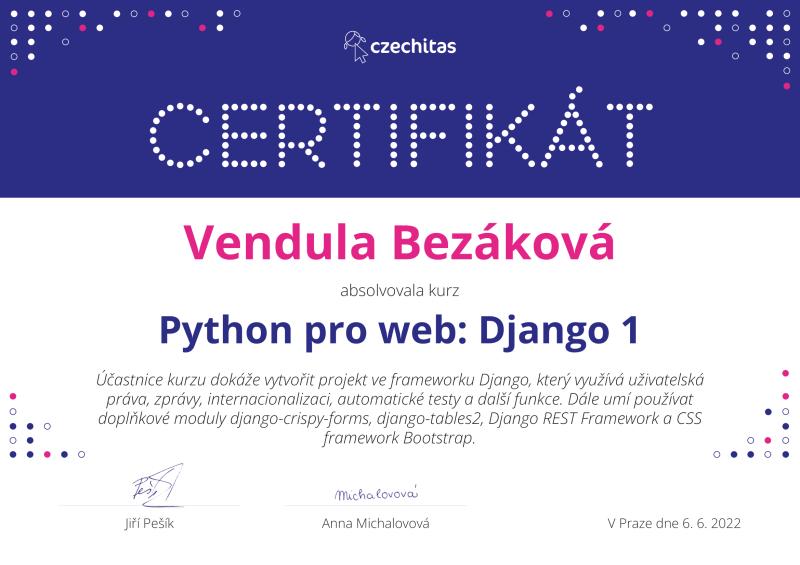 czechitas
CERTIFIKÁT
Vendula Bezáková
absolvovala kurz
Python pro web: Django 1
Účastnice kurzu dokáže vytvořit projekt ve frameworku Django, který využívá uživatelská
práva, zprávy, internacionalizaci, automatické testy a další funkce. Dále umí používat
doplňkové moduly django-crispy-forms, django-tables2, Django REST Framework a CSS
framework Bootstrap.
Michalovová
Jiří Pešík
Anna Michalovová
V Praze dne 6. 6. 2022